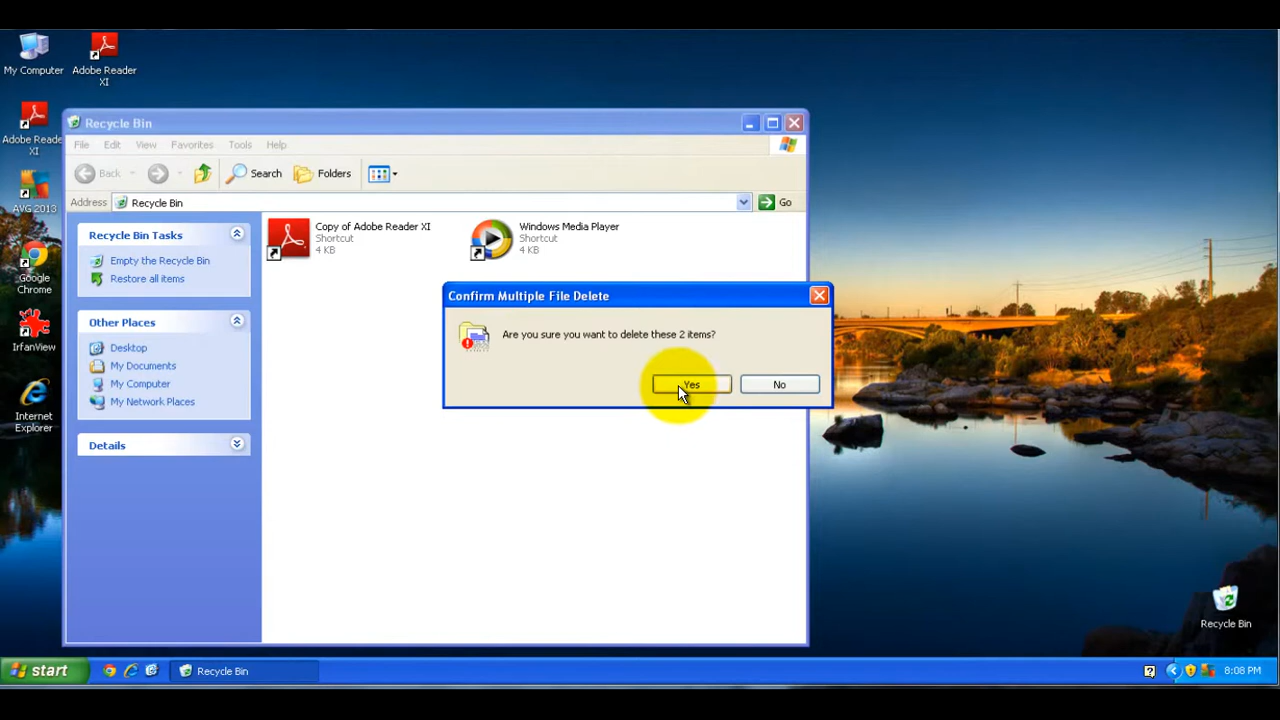 My Computer
Adobe Reader
XI
Adobe Reade
XI
AVG 2013
Google
Chrome
IrfanView
Internet
Explorer
Recycle Bin
File Edit View Favorites Tools Help
Back Search Folders
Address Recycle Bin Go
Recycle Bin Tasks
Empty the Recycle Bin
Restore all items
Other Places
Desktop
My Documents
My Computer
My Network Places
Details
Copy of Adobe Reader XI
Shortcut
4 KB
Windows Media Player
Shortcut
4 KB
Confirm Multiple File Delete
Are you sure you want to delete these 2 items?
Yes No
Recycle Bin
start Recycle Bin 8:08 PM